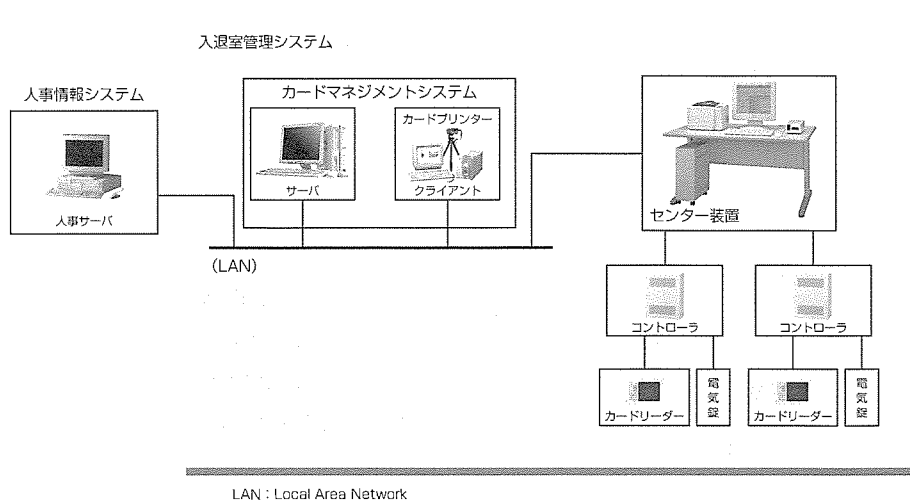 入退室管理システム
人事情報システム
人事サーバ
カードマネジメントシステム
サーバ
カードプリンター
クライアント
センター装置
(LAN)
コントローラ
コントローラ
カードリーダー
電気錠
カードリーダー
電気錠
LAN：Local Area Network